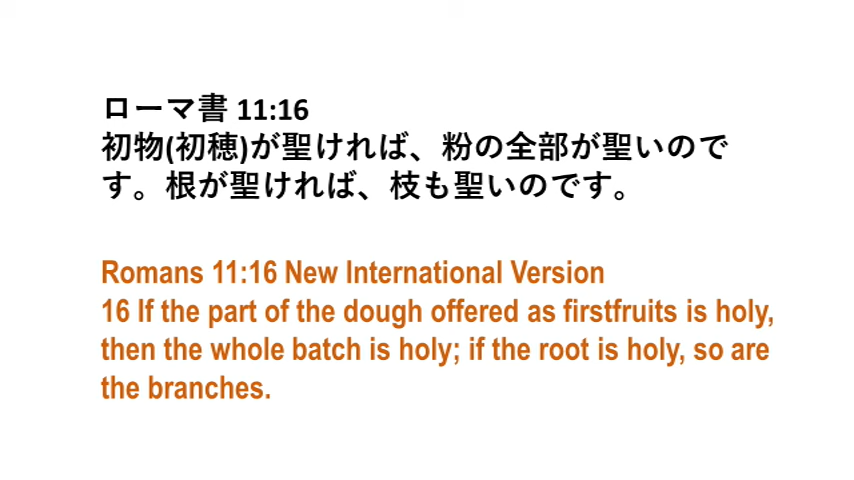 ローマ書 11:16
初物(初穂)が聖ければ、粉の全部が聖いので
す。根が聖ければ、枝も聖いのです。
Romans 11:16 New International Version
16 If the part of the dough offered as firstfruits is holy,
then the whole batch is holy; if the root is holy, so are
the branches.